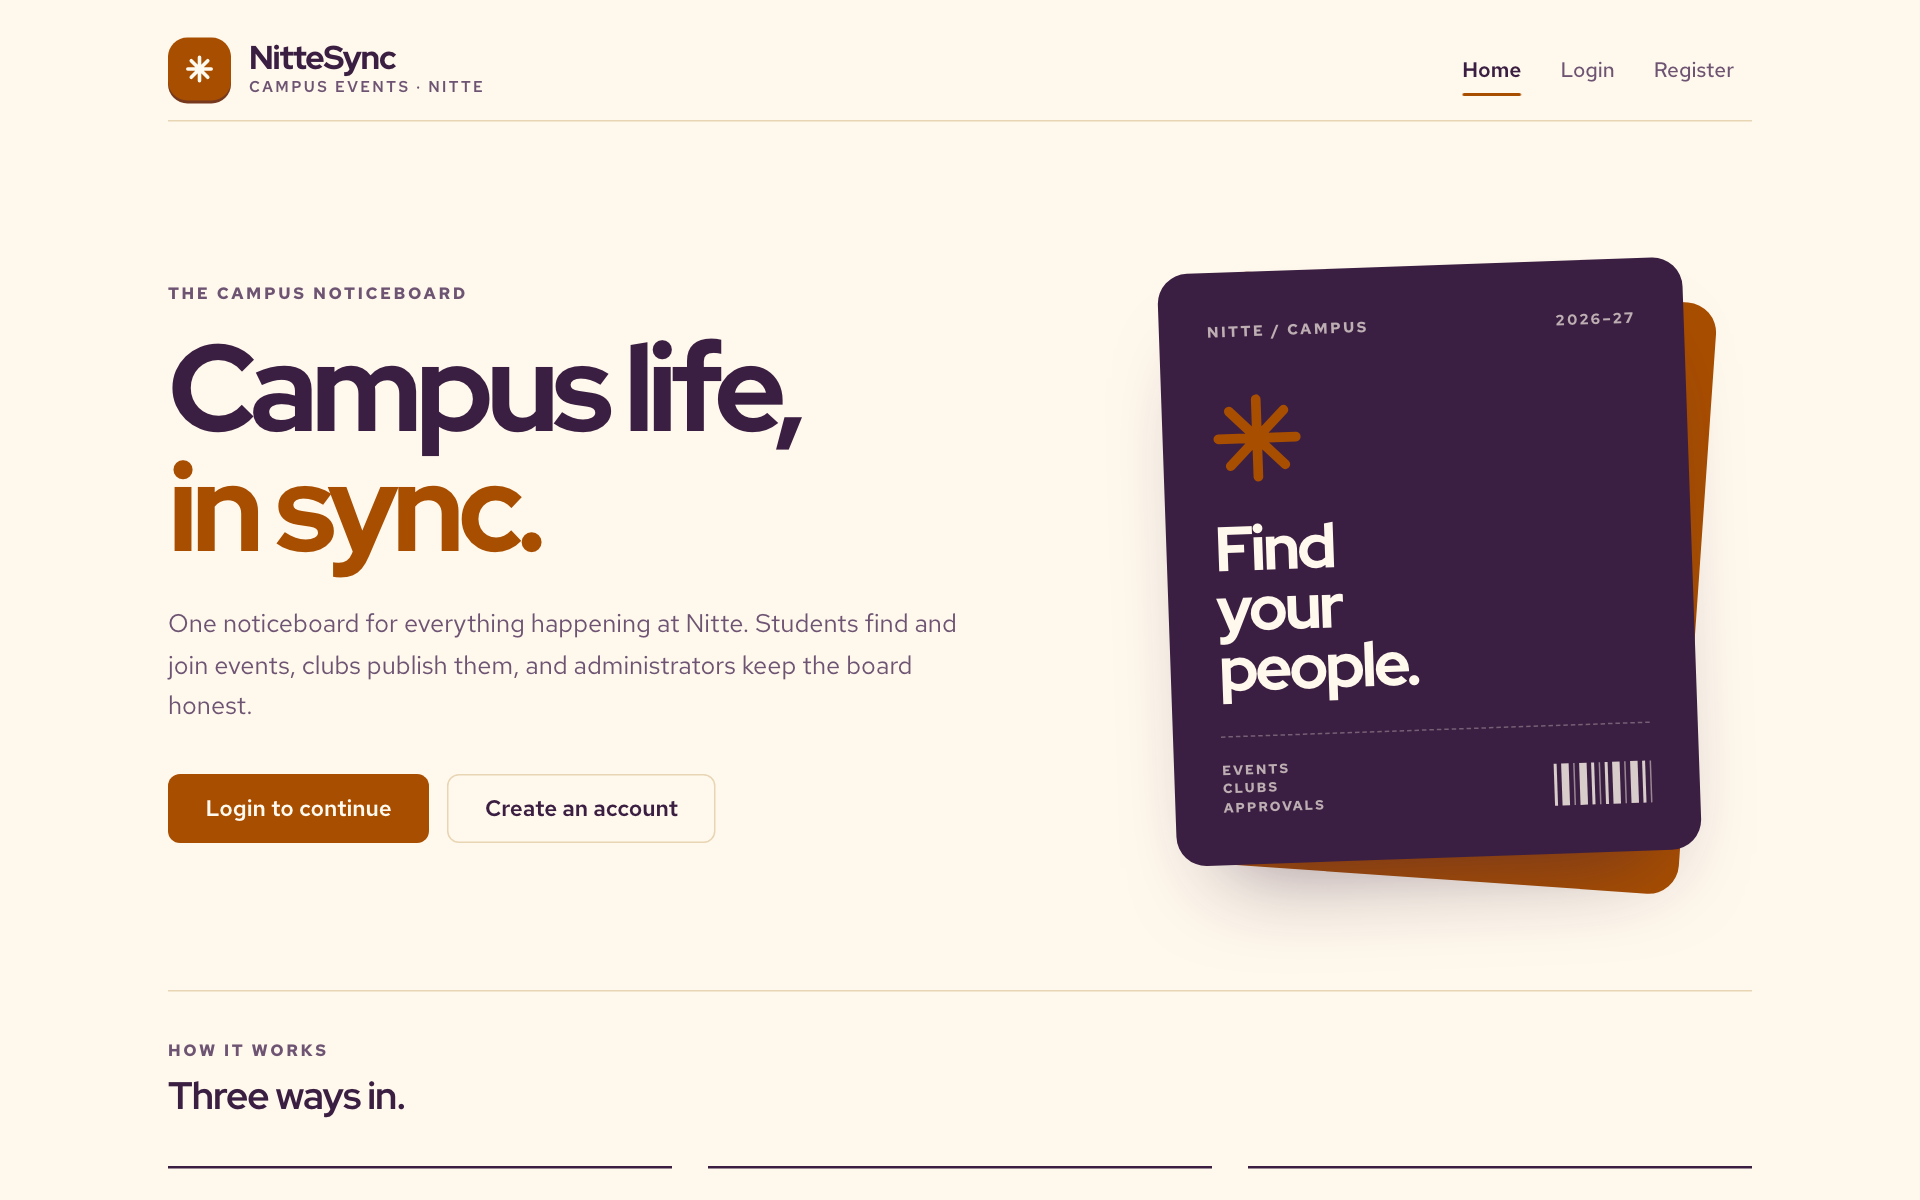 NitteSync
CAMPUS EVENTS · NITTE
Home
Login
Register
THE CAMPUS NOTICEBOARD
Campus life,
in sync.
One noticeboard for everything happening at Nitte. Students find and
join events, clubs publish them, and administrators keep the board
honest.
Login to continue
Create an account
NITTE / CAMPUS
2026–27
Find
your
people.
EVENTS
CLUBS
APPROVALS
HOW IT WORKS
Three ways in.